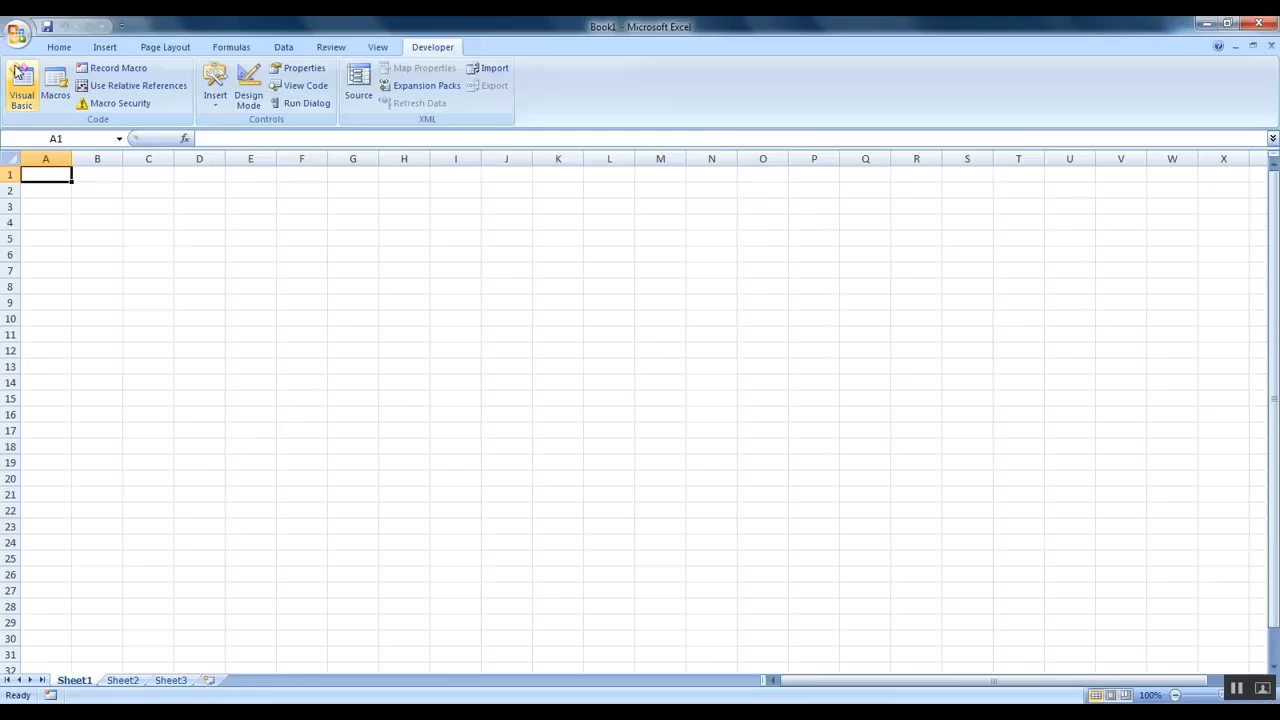 Book1 - Microsoft Excel
Home Insert Page Layout Formulas Data Review View Developer
Visual Basic
Macros
Record Macro
Use Relative References
Macro Security
Code
Insert
Design Mode
Properties
View Code
Run Dialog
Controls
Source
Map Properties
Expansion Packs
Refresh Data
Import
Export
XML
A1 fx
A B C D E F G H I J K L M N O P Q R S T U V W X
1
2
3
4
5
6
7
8
9
10
11
12
13
14
15
16
17
18
19
20
21
22
23
24
25
26
27
28
29
30
31
32
Sheet1 Sheet2 Sheet3
Ready 100%